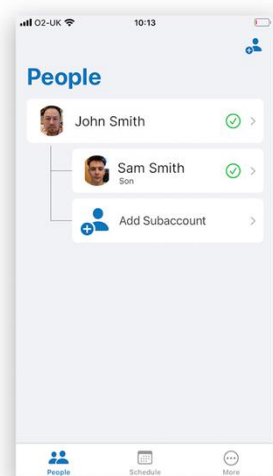 O2-UK 10:13
People
John Smith
Sam Smith
Son
Add Subaccount
People Schedule More